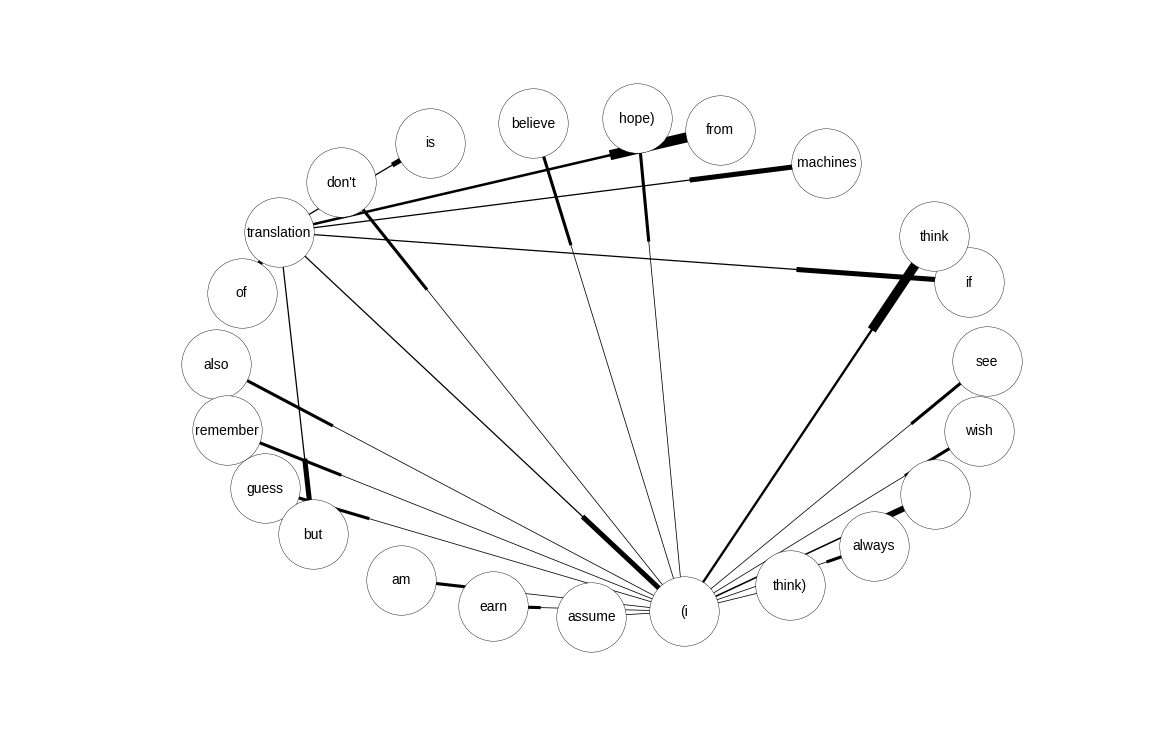 hope)
believe
from
is
machines
don't
translation
think
if
of
see
also
remember
wish
guess
but
always
am
think)
earn
assume
(i